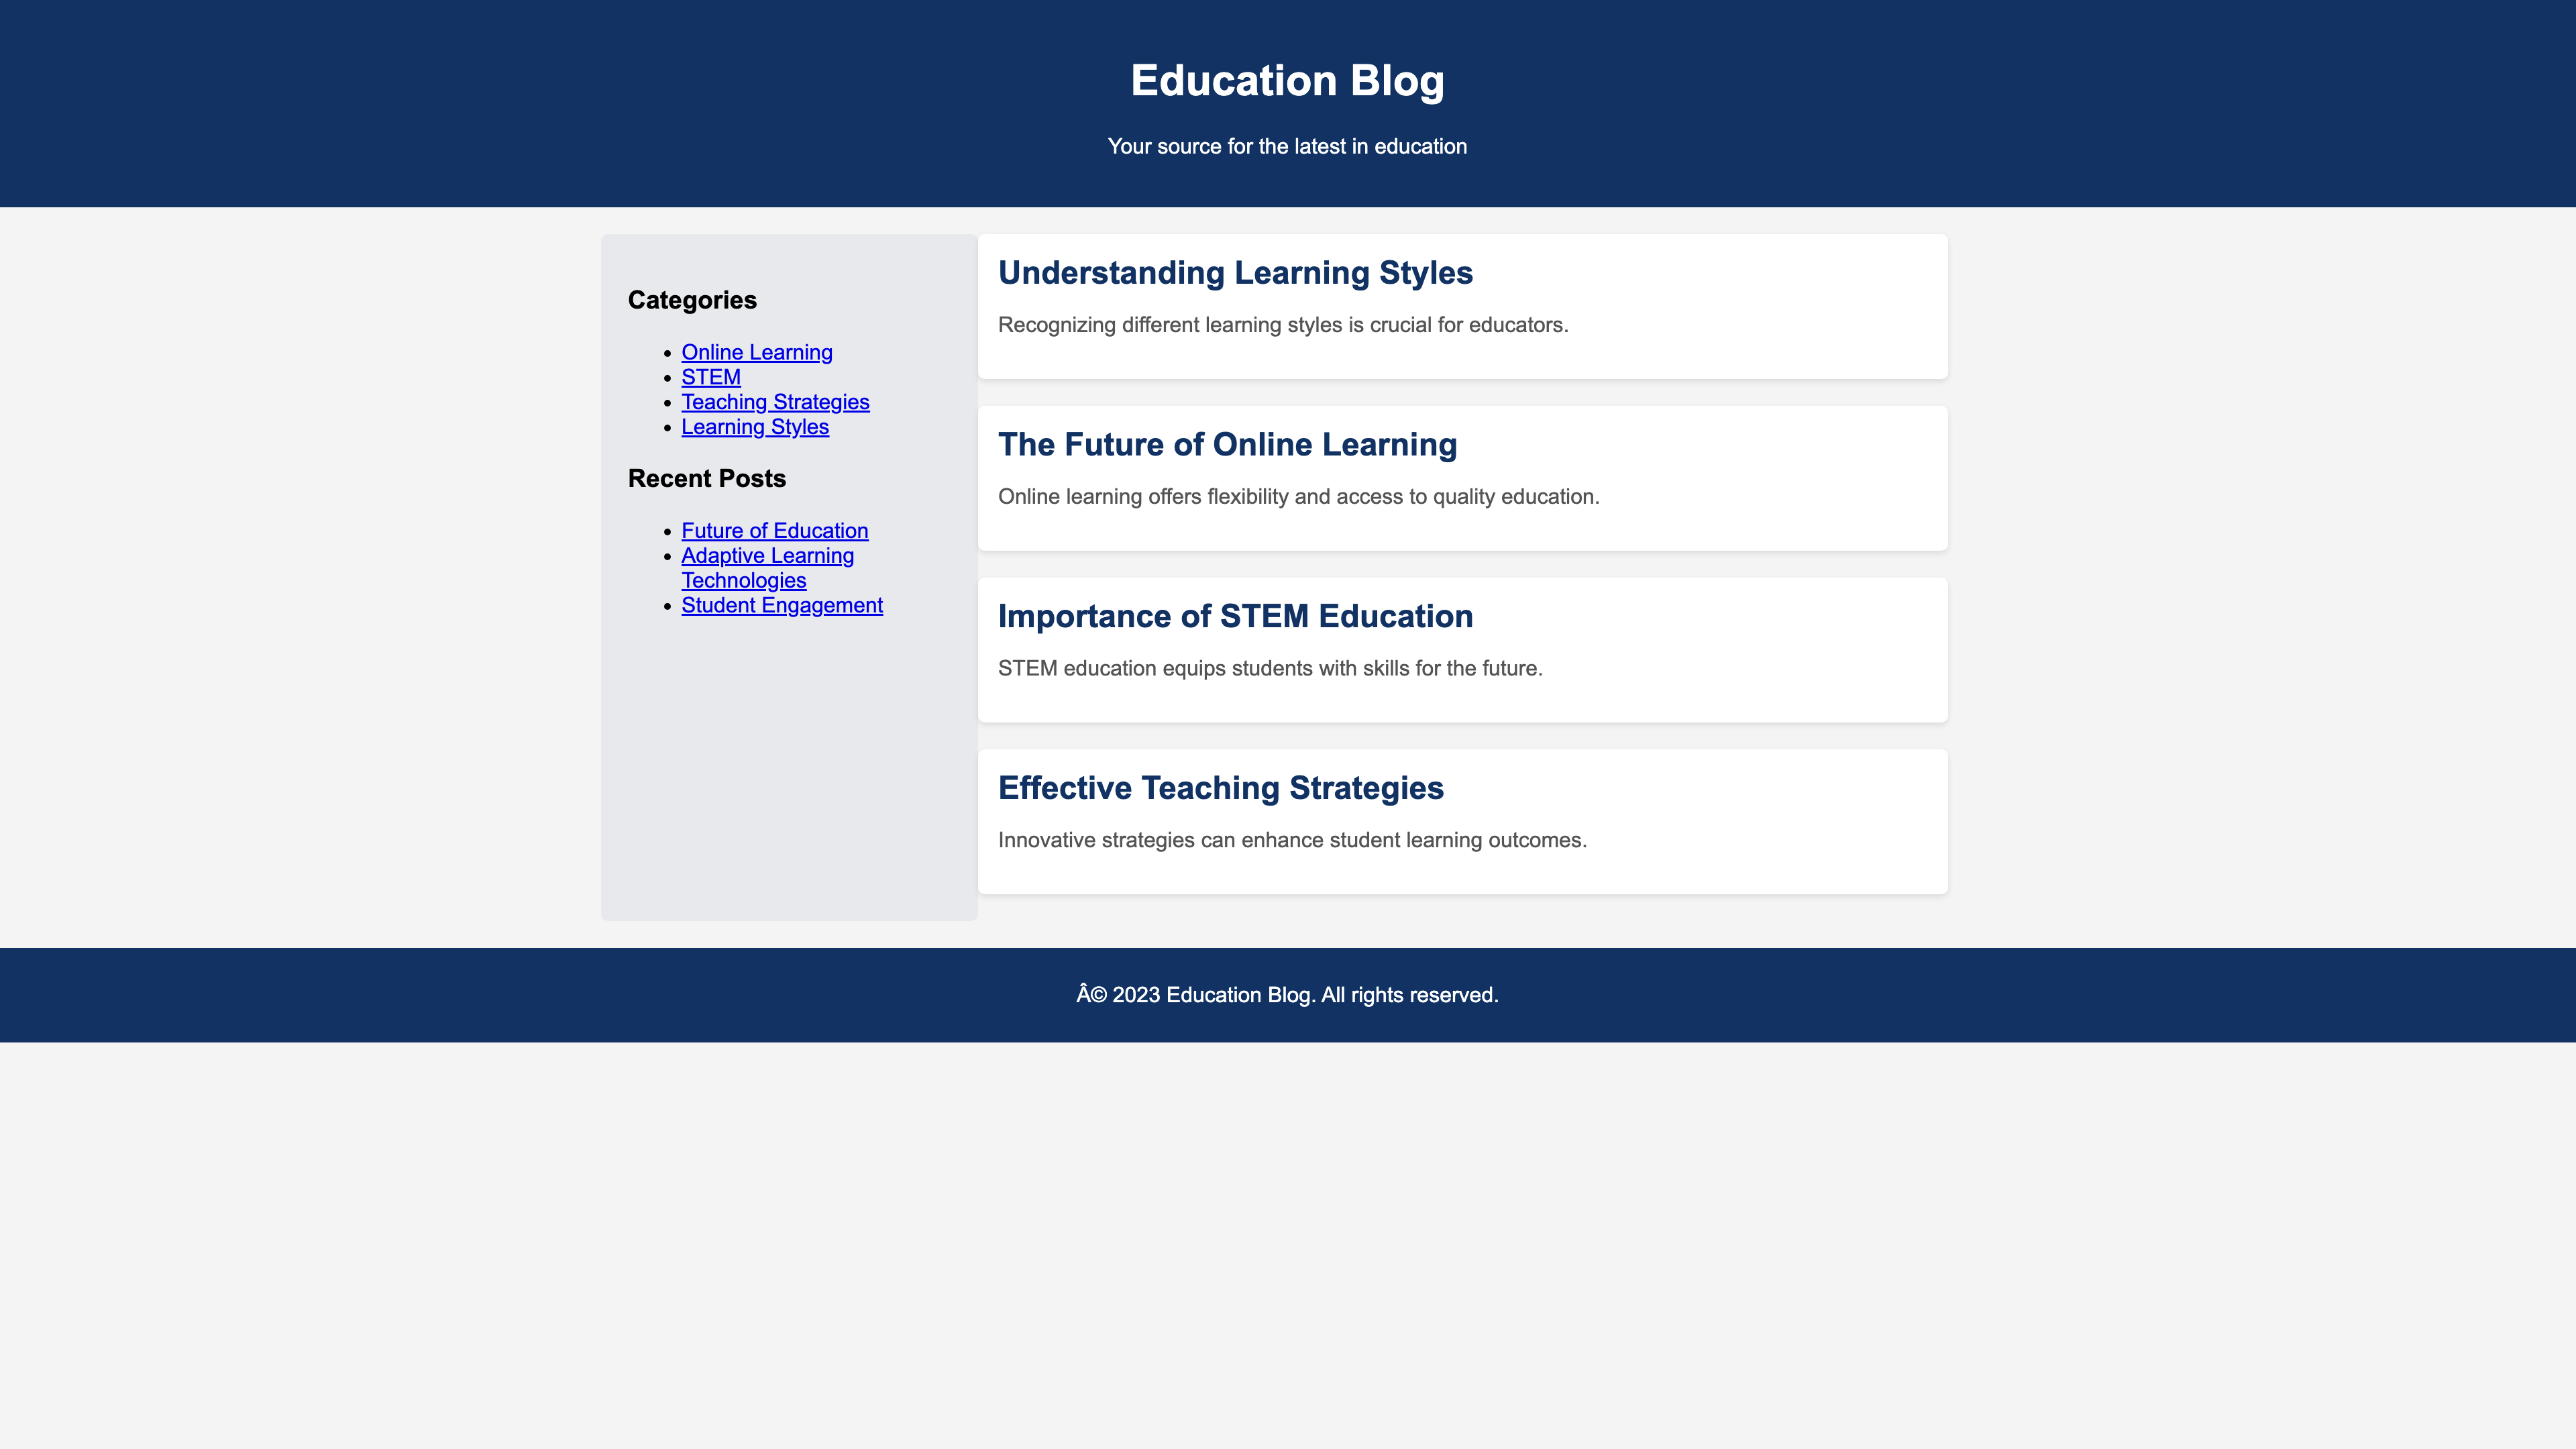 Education Blog
Your source for the latest in education
Categories
Online Learning
STEM
Teaching Strategies
Learning Styles
Recent Posts
Future of Education
Adaptive Learning
Technologies
Student Engagement
Understanding Learning Styles
Recognizing different learning styles is crucial for educators.
The Future of Online Learning
Online learning offers flexibility and access to quality education.
Importance of STEM Education
STEM education equips students with skills for the future.
Effective Teaching Strategies
Innovative strategies can enhance student learning outcomes.
Â© 2023 Education Blog. All rights reserved.